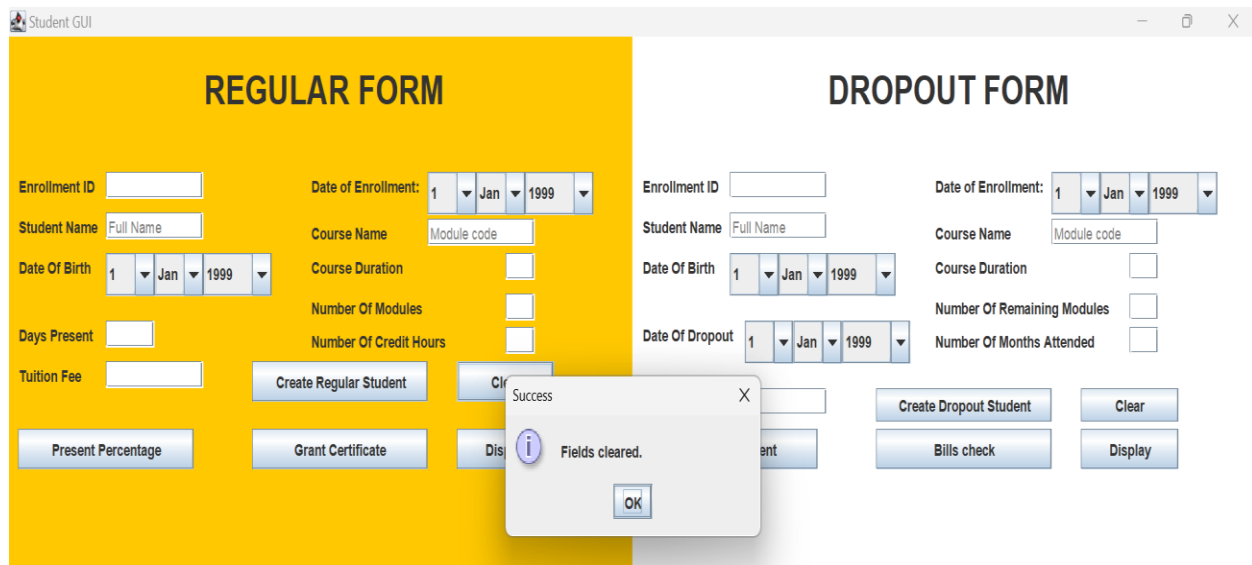 Student GUI
REGULAR FORM
DROPOUT FORM
Enrollment ID
Date of Enrollment: 1 Jan 1999
Student Name Full Name
Course Name Module code
Date Of Birth 1 Jan 1999
Course Duration
Number Of Modules
Days Present
Number Of Credit Hours
Tuition Fee
Create Regular Student
Present Percentage
Grant Certificate
Enrollment ID
Date of Enrollment: 1 Jan 1999
Student Name Full Name
Course Name Module code
Date Of Birth 1 Jan 1999
Course Duration
Number Of Remaining Modules
Date Of Dropout 1 Jan 1999
Number Of Months Attended
Create Dropout Student
Clear
Bills check
Display
Success X
Fields cleared.
OK